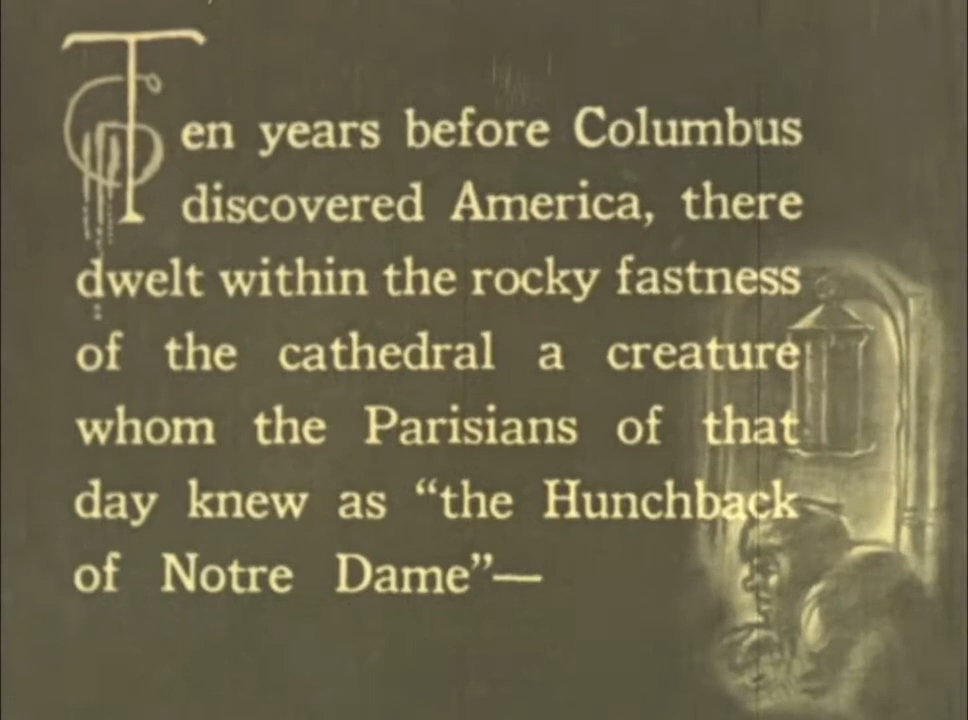 Ten years before Columbus
discovered America, there
dwelt within the rocky fastness
of the cathedral a creature
whom the Parisians of that
day knew as “the Hunchback
of Notre Dame”—